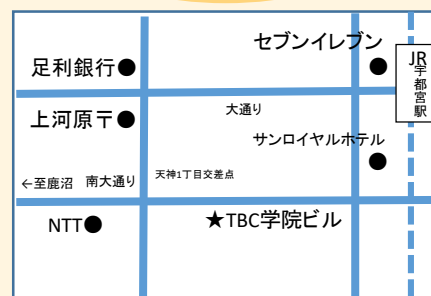 セブンイレブン
足利銀行●
●
JR
宇都宮駅
大通り
上河原〒●
サンロイヤルホテル
●
天神1丁目交差点
←至鹿沼 南大通り
NTT●
★TBC学院ビル